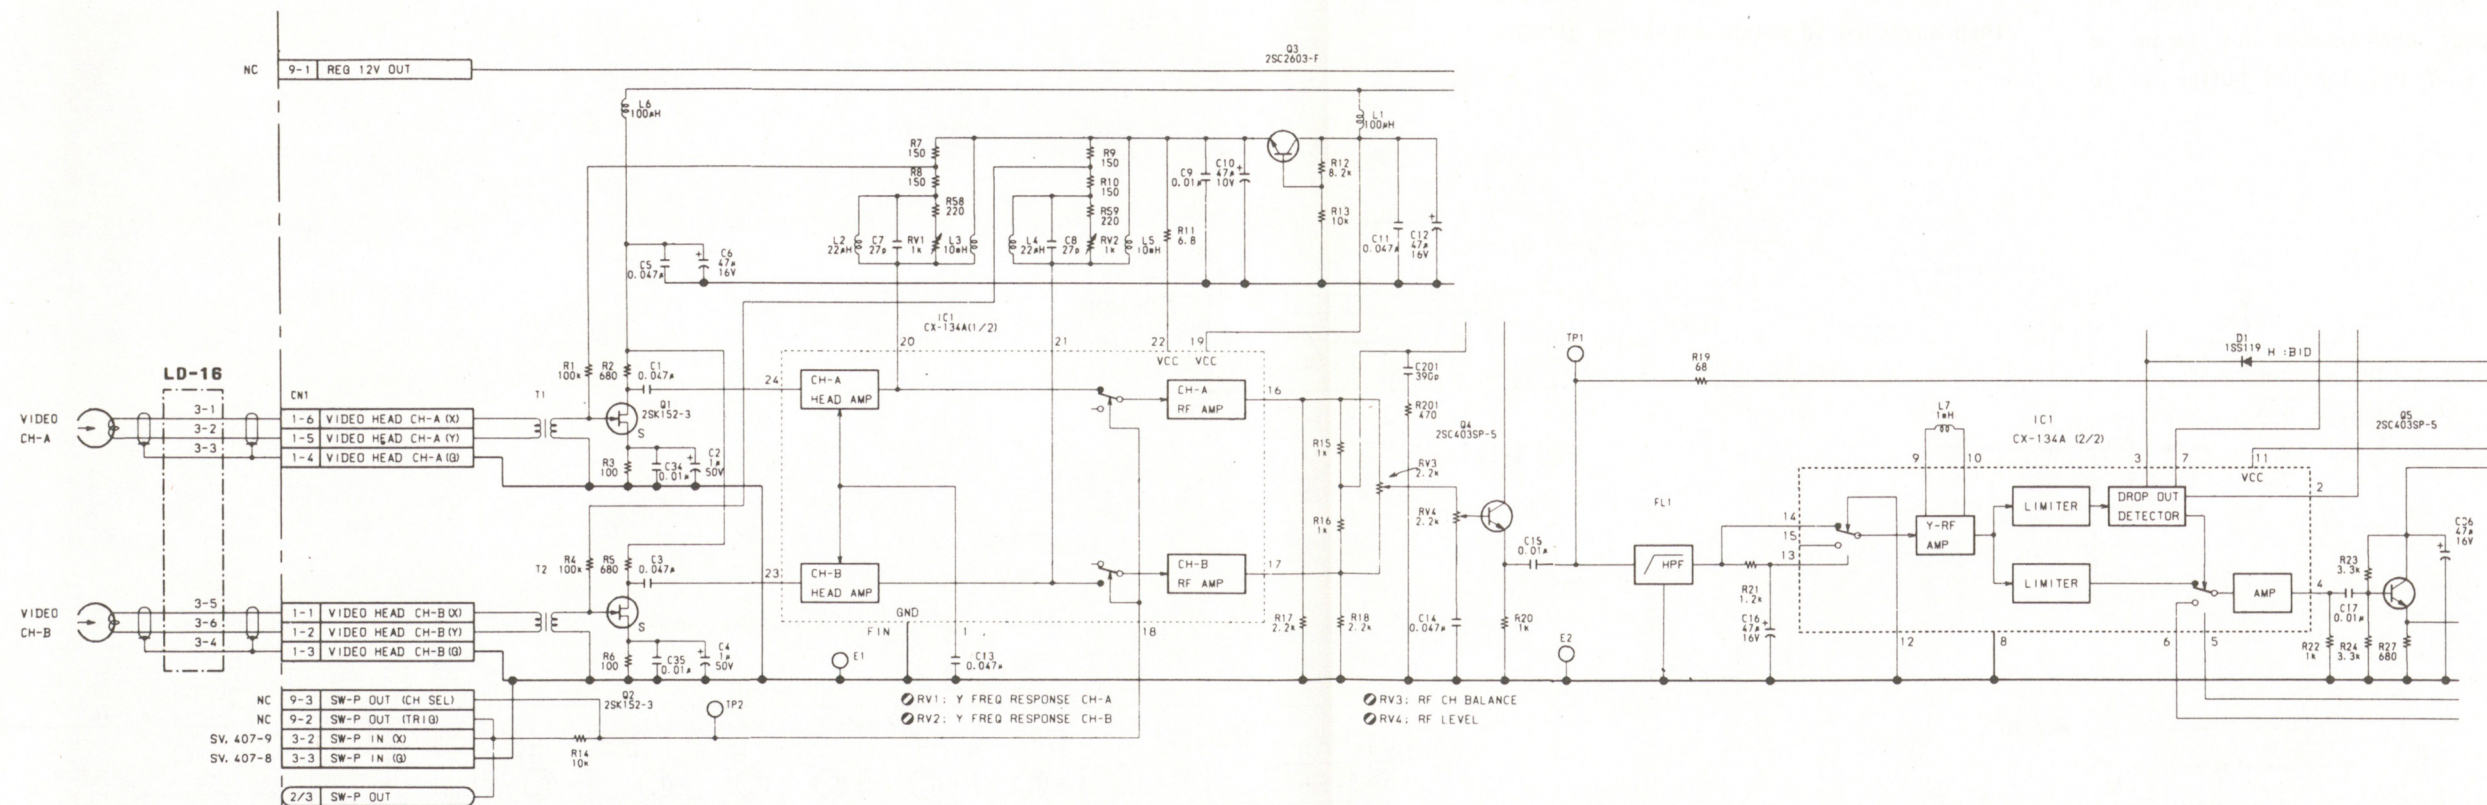 NC 9-1 REG 12V OUT
Q3
2SC2603-F
L6
100μH
L1
100μH
R7
150
R8
150
R58
220
L2
22μH
C7
27p
RV1
1k
L3
10mH
R9
150
R10
150
R59
220
L4
22μH
C8
27p
RV2
1k
L5
10mH
R11
6.8
C9
0.01μ
C10
47μ
10V
R12
8.2k
R13
10k
C11
0.047μ
C12
47μ
16V
C5
0.047μ
C6
47μ
16V
IC1
CX-134A(1/2)
20
21
22
19
VCC VCC
LD-16
VIDEO
CH-A
3-1
3-2
3-3
CN1
1-6 VIDEO HEAD CH-A(X)
1-5 VIDEO HEAD CH-A(Y)
1-4 VIDEO HEAD CH-A(G)
T1
R1
100k
R2
680
C1
0.047μ
Q1
2SK152-3
S
R3
100
C34
0.01μ
C2
1μ
50V
24
CH-A
HEAD AMP
CH-A
RF AMP
16
C201
390p
R201
470
R15
1k
RV3
2.2k
R16
1k
RV4
2.2k
Q4
2SC403SP-5
TP1
R19
68
D1
1SS119
H :BID
L7
1mH
IC1
CX-134A (2/2)
Q5
2SC403SP-5
9
10
3
7
11
VCC
2
FL1
HPF
C15
0.01μ
14
15
13
Y-RF
AMP
LIMITER
DROP OUT
DETECTOR
LIMITER
AMP
4
R23
3.3k
47μ
16V
C17
0.01μ
R21
1.2k
C16
47μ
16V
12
8
6
5
R22
1k
R24
3.3k
R27
680
R20
1k
E2
VIDEO
CH-B
3-5
3-6
3-4
1-1 VIDEO HEAD CH-B(X)
1-2 VIDEO HEAD CH-B(Y)
1-3 VIDEO HEAD CH-B(G)
T2
R4
100k
R5
680
C3
0.047μ
S
R6
100
C35
0.01μ
C4
1μ
50V
Q2
2SK152-3
23
CH-B
HEAD AMP
CH-B
RF AMP
17
GND
FIN
1
18
E1
C13
0.047μ
R17
2.2k
R18
2.2k
C14
0.047μ
TP2
RV1: Y FREQ RESPONSE CH-A
RV2: Y FREQ RESPONSE CH-B
RV3: RF CH BALANCE
RV4: RF LEVEL
NC 9-3 SW-P OUT (CH SEL)
NC 9-2 SW-P OUT (TRIG)
SV. 407-9 3-2 SW-P IN (X)
SV. 407-8 3-3 SW-P IN (G)
R14
10k
2/3 SW-P OUT